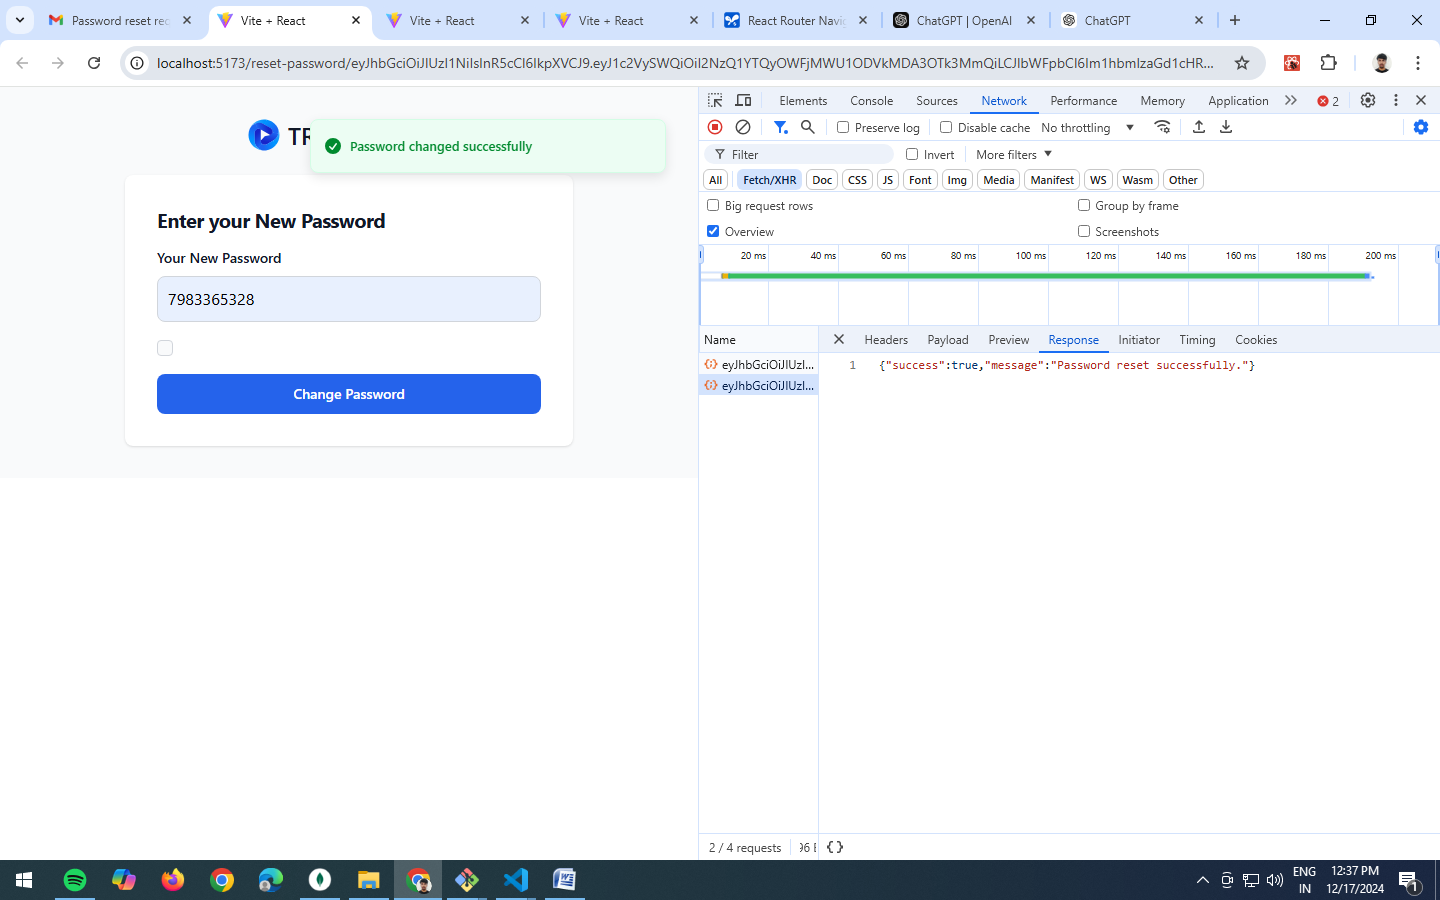 Password reset req
Vite + React
Vite + React
Vite + React
React Router Navig
ChatGPT | OpenAI
ChatGPT
localhost:5173/reset-password/eyJhbGciOiJIUzI1NiIsInR5cCI6IkpXVCJ9.eyJ1c2VySWQiOiI2NzQ1YTQyOWFjMWU1ODVkMDA3OTk3MmQiLCJlbWFpbCI6Im1hbmlzaGd1cHR...
TR
Password changed successfully
Enter your New Password
Your New Password
7983365328
Change Password
Elements Console Sources Network Performance Memory Application 2
Preserve log Disable cache No throttling
Filter Invert More filters
All Fetch/XHR Doc CSS JS Font Img Media Manifest WS Wasm Other
Big request rows Group by frame
Overview Screenshots
20 ms 40 ms 60 ms 80 ms 100 ms 120 ms 140 ms 160 ms 180 ms 200 ms
Name Headers Payload Preview Response Initiator Timing Cookies
eyJhbGciOiJIUzI...
eyJhbGciOiJIUzI...
1 {"success":true,"message":"Password reset successfully."}
2 / 4 requests 96 B
ENG
IN
12:37 PM
12/17/2024
1